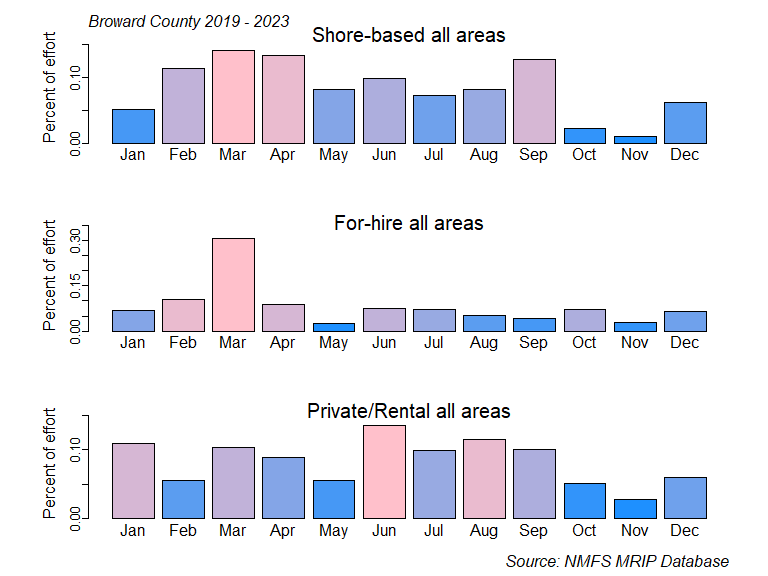 Broward County 2019 - 2023
Shore-based all areas
Percent of effort
0.00 0.10
Jan Feb Mar Apr May Jun Jul Aug Sep Oct Nov Dec
For-hire all areas
Percent of effort
0.00 0.15 0.30
Jan Feb Mar Apr May Jun Jul Aug Sep Oct Nov Dec
Private/Rental all areas
Percent of effort
0.00 0.10
Jan Feb Mar Apr May Jun Jul Aug Sep Oct Nov Dec
Source: NMFS MRIP Database